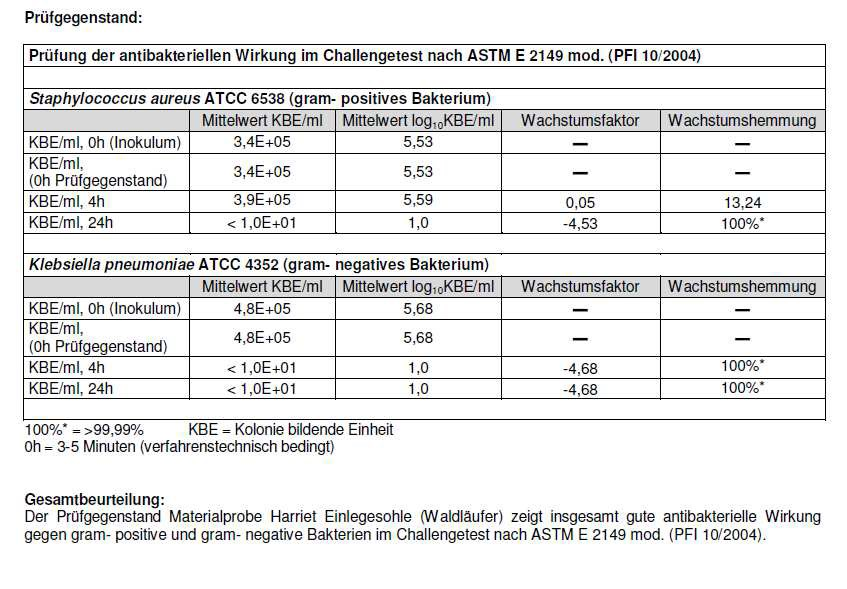 Prüfgegenstand:
Prüfung der antibakteriellen Wirkung im Challengetest nach ASTM E 2149 mod. (PFI 10/2004)
Staphylococcus aureus ATCC 6538 (gram- positives Bakterium)
Mittelwert KBE/ml Mittelwert log10KBE/ml Wachstumsfaktor Wachstumshemmung
KBE/ml, 0h (Inokulum) 3,4E+05 5,53 — —
KBE/ml,
(0h Prüfgegenstand) 3,4E+05 5,53 — —
KBE/ml, 4h 3,9E+05 5,59 0,05 13,24
KBE/ml, 24h < 1,0E+01 1,0 -4,53 100%*
Klebsiella pneumoniae ATCC 4352 (gram- negatives Bakterium)
Mittelwert KBE/ml Mittelwert log10KBE/ml Wachstumsfaktor Wachstumshemmung
KBE/ml, 0h (Inokulum) 4,8E+05 5,68 — —
KBE/ml,
(0h Prüfgegenstand) 4,8E+05 5,68 — —
KBE/ml, 4h < 1,0E+01 1,0 -4,68 100%*
KBE/ml, 24h < 1,0E+01 1,0 -4,68 100%*
100%* = >99,99% KBE = Kolonie bildende Einheit
0h = 3-5 Minuten (verfahrenstechnisch bedingt)
Gesamtbeurteilung:
Der Prüfgegenstand Materialprobe Harriet Einlegesohle (Waldläufer) zeigt insgesamt gute antibakterielle Wirkung
gegen gram- positive und gram- negative Bakterien im Challengetest nach ASTM E 2149 mod. (PFI 10/2004).